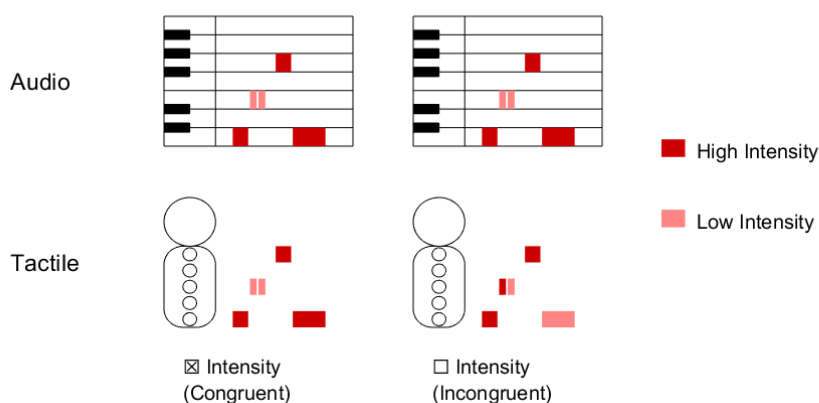 Audio
High Intensity
Low Intensity
Tactile
☒ Intensity
(Congruent)
☐ Intensity
(Incongruent)